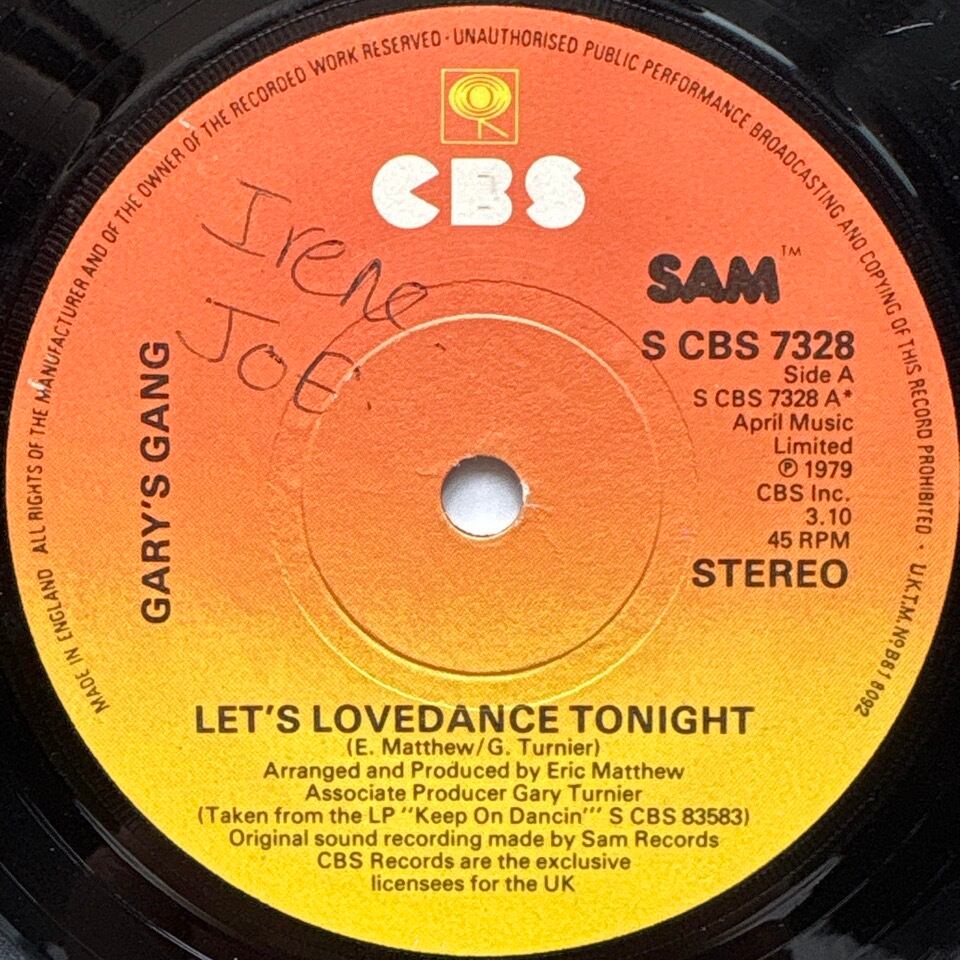 MADE IN ENGLAND ALL RIGHTS OF THE MANUFACTURER AND OF THE OWNER OF THE RECORDED WORK RESERVED · UNAUTHORISED PUBLIC PERFORMANCE BROADCASTING AND COPYING OF THIS RECORD PROHIBITED · U.K.T.M. Nº B618092
CBS
Irene
JOE
SAM™
S CBS 7328
Side A
S CBS 7328 A*
April Music
Limited
℗ 1979
CBS Inc.
3.10
45 RPM
STEREO
GARY'S GANG
LET'S LOVEDANCE TONIGHT
(E. Matthew/G. Turnier)
Arranged and Produced by Eric Matthew
Associate Producer Gary Turnier
(Taken from the LP "Keep On Dancin'" S CBS 83583)
Original sound recording made by Sam Records
CBS Records are the exclusive
licensees for the UK